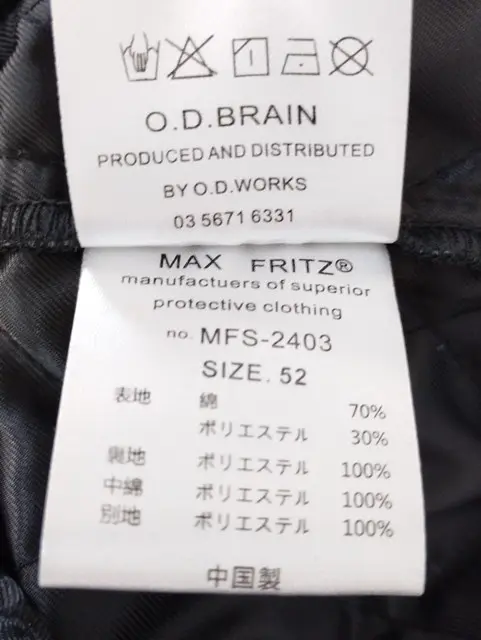 O.D.BRAIN
PRODUCED AND DISTRIBUTED
BY O.D.WORKS
03 5671 6331
MAX FRITZ®
manufactuers of superior
protective clothing
no. MFS-2403
SIZE. 52
表地 綿 70%
ポリエステル 30%
裏地 ポリエステル 100%
中綿 ポリエステル 100%
別地 ポリエステル 100%
中国製